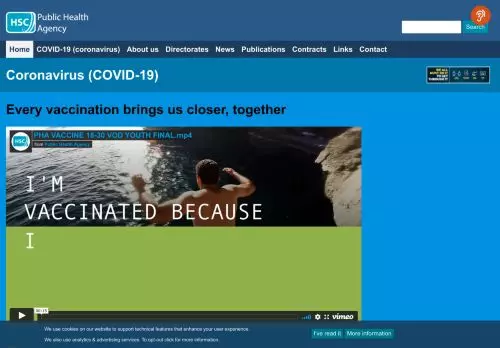 HSC Public Health
Agency
Search
Home COVID-19 (coronavirus) About us Directorates News Publications Contracts Links Contact
Coronavirus (COVID-19)
Every vaccination brings us closer, together
HSC PHA VACCINE 18-30 VOD YOUTH FINAL.mp4
from Public Health Agency
I'M
VACCINATED BECAUSE
I
00:17
vimeo
We use cookies on our website to support technical features that enhance your user experience.
We also use analytics & advertising services. To opt-out click for more information.
I've read it More information